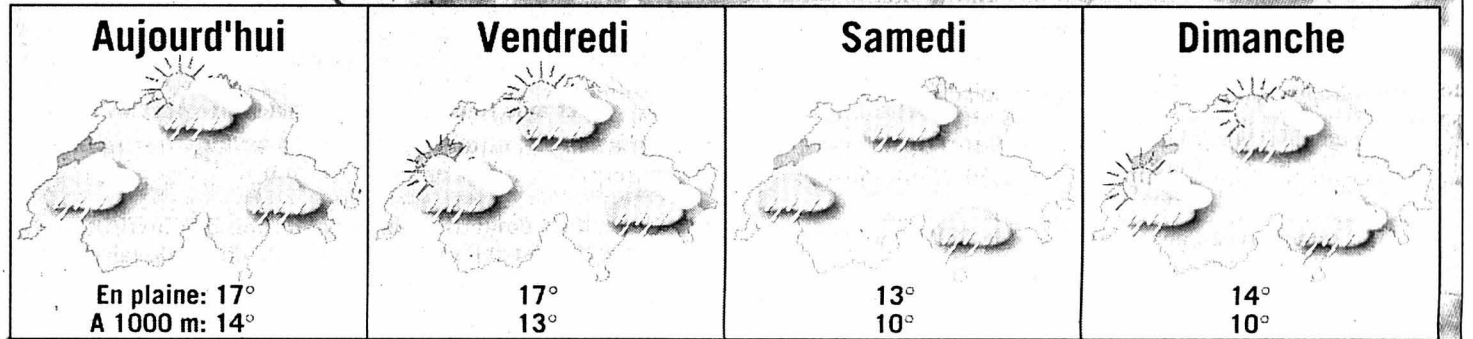 Aujourd'hui
En plaine: 17°
A 1000 m: 14°
Vendredi
17°
13°
Samedi
13°
10°
Dimanche
14°
10°